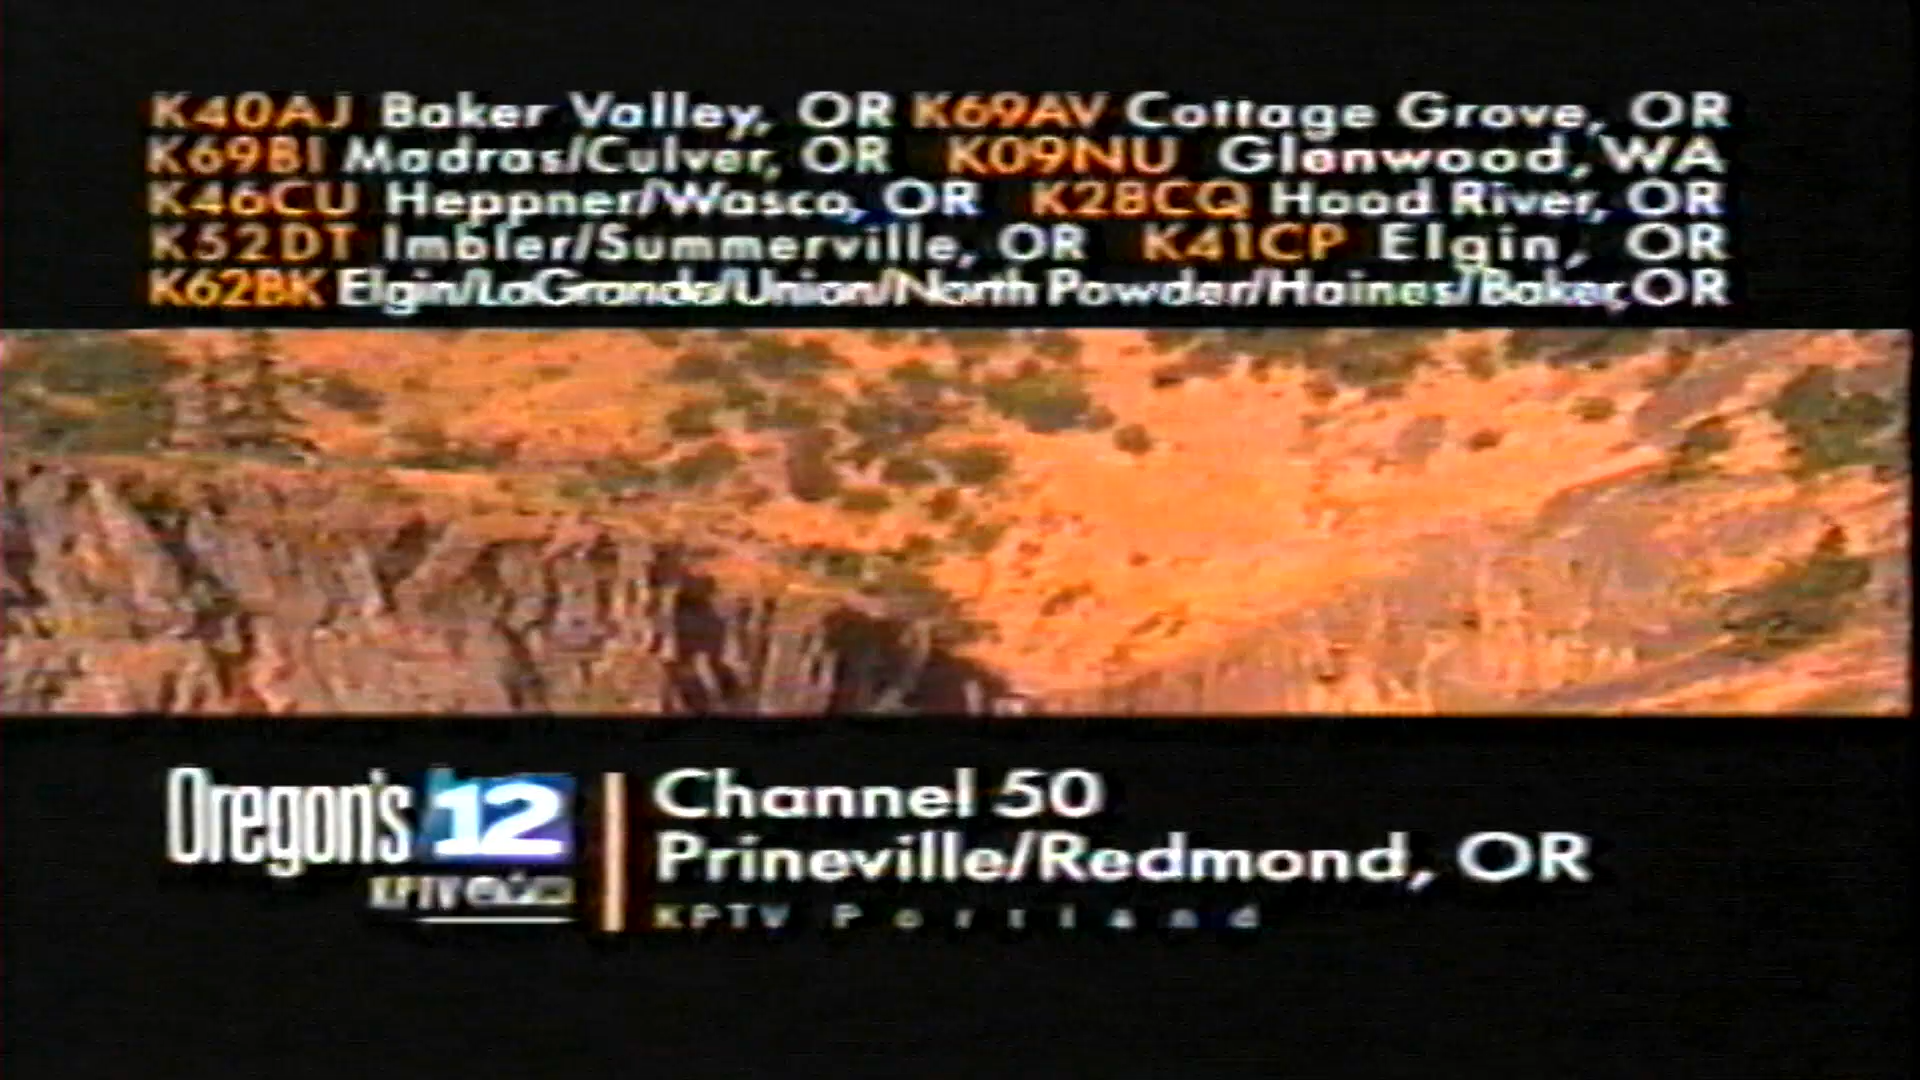 K40AJ Baker Valley, OR K69AV Cottage Grove, OR
K69BI Madras/Culver, OR K09NU Glenwood, WA
K46CU Heppner/Wasco, OR K28CQ Hood River, OR
K52DT Imbler/Summerville, OR K41CP Elgin, OR
K62BK Elgin/LaGrande/Union/North Powder/Haines/Baker, OR
Oregon's 12
KPTV
Channel 50
Prineville/Redmond, OR
KPTV Portland